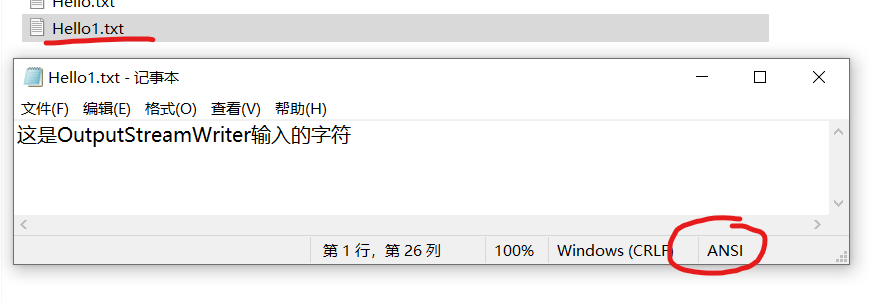 Hello.txt
Hello1.txt
Hello1.txt - 记事本
文件(F) 编辑(E) 格式(O) 查看(V) 帮助(H)
这是OutputStreamWriter输入的字符
第 1 行，第 26 列 100% Windows (CRLF) ANSI